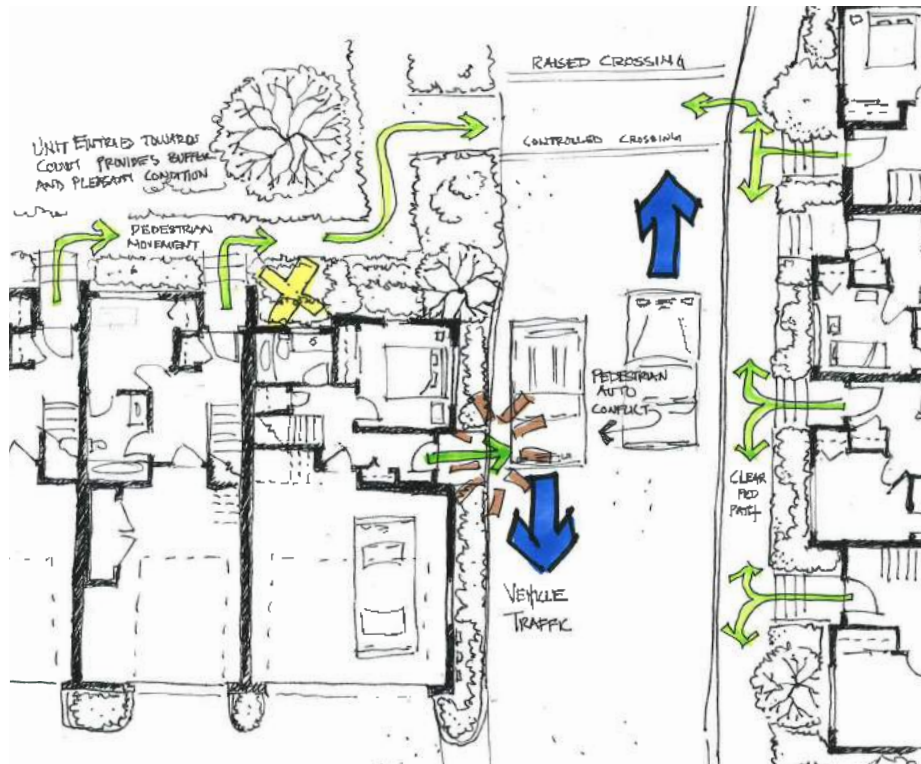 RAISED CROSSING
UNIT ENTRIES TOWARDS
COURT PROVIDES BUFFER
AND PLEASANT CONDITION
CONTROLLED CROSSING
PEDESTRIAN
MOVEMENT
PEDESTRIAN
AUTO
CONFLICT
CLEAR
PED
PATH
VEHICLE
TRAFFIC